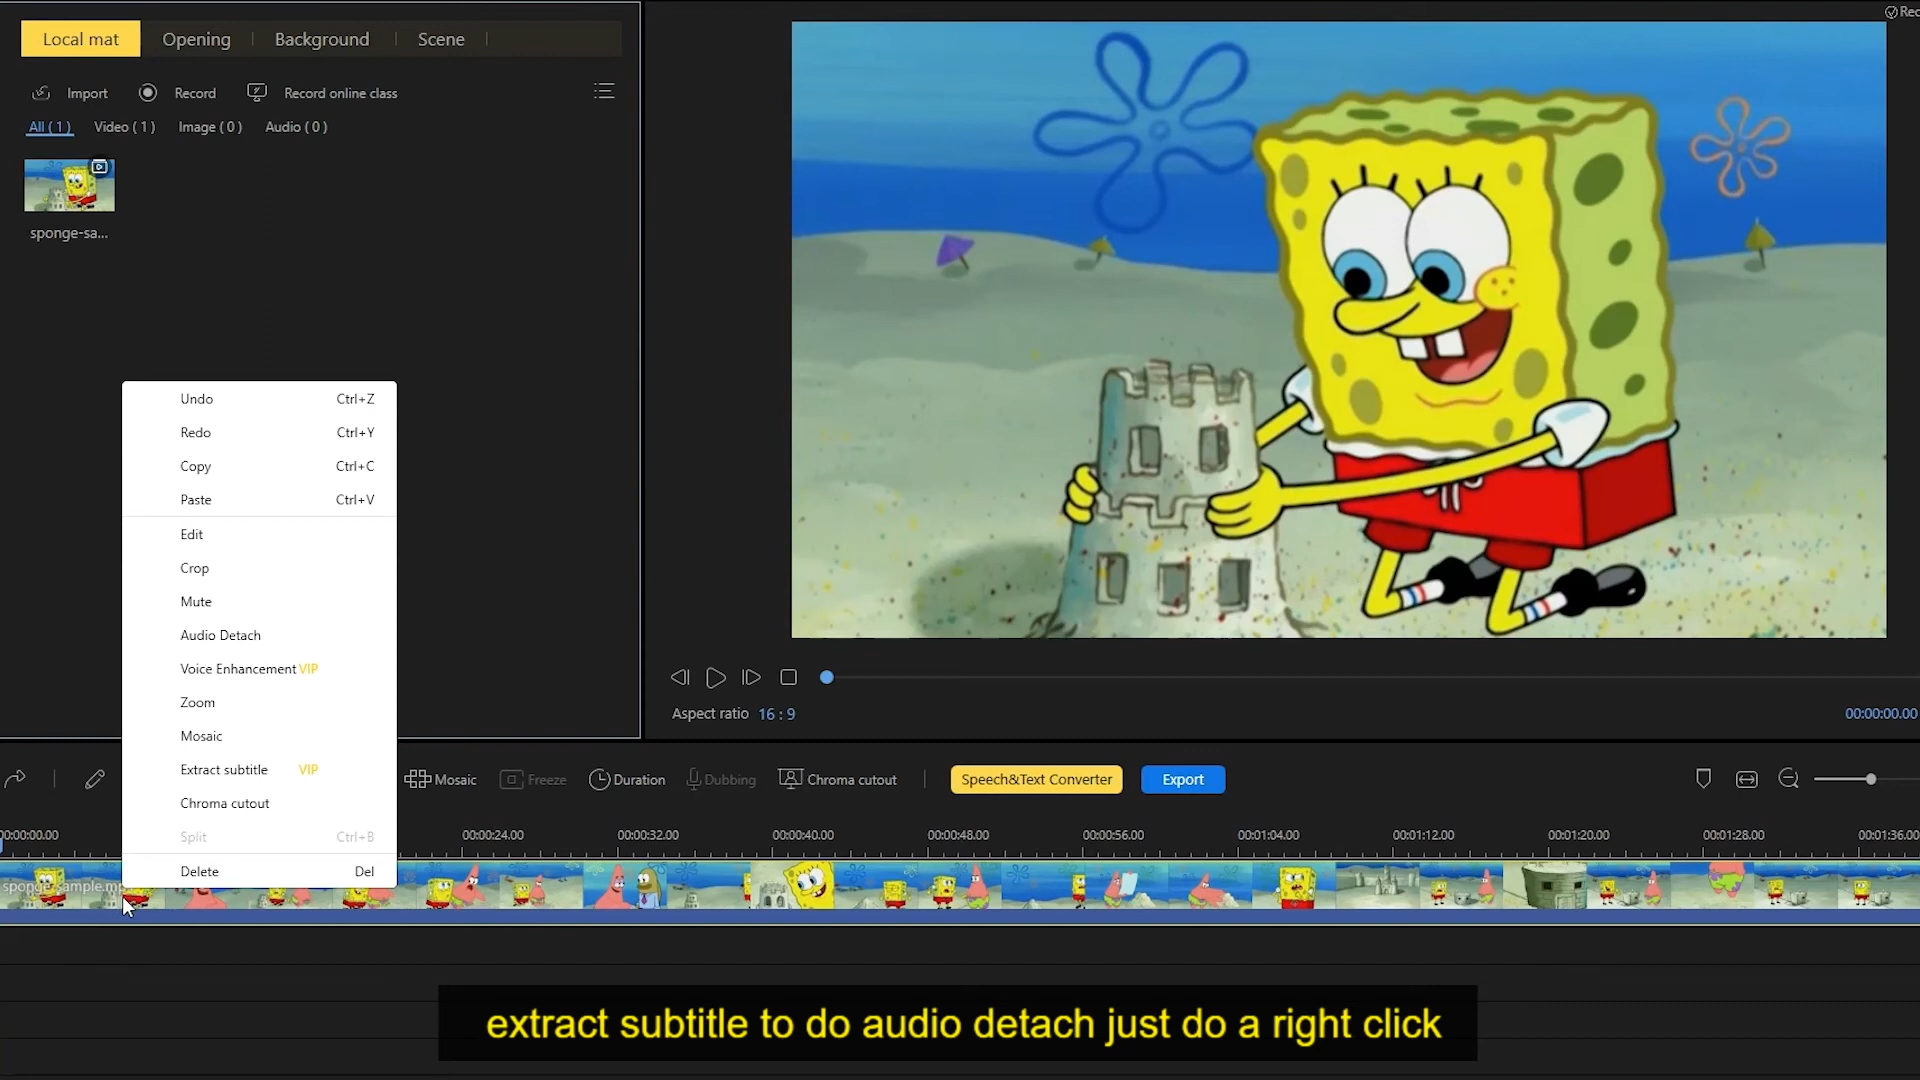 Rec
Local mat
Opening
Background
Scene
Import
Record
Record online class
All ( 1 )
Video ( 1 )
Image ( 0 )
Audio ( 0 )
sponge-sa...
Undo Ctrl+Z
Redo Ctrl+Y
Copy Ctrl+C
Paste Ctrl+V
Edit
Crop
Mute
Audio Detach
Voice Enhancement VIP
Zoom
Mosaic
Extract subtitle VIP
Chroma cutout
Split Ctrl+B
Delete Del
Aspect ratio 16 : 9
00:00:00.00
Mosaic
Freeze
Duration
Dubbing
Chroma cutout
Speech&Text Converter
Export
00:00:00.00
00:00:24.00
00:00:32.00
00:00:40.00
00:00:48.00
00:00:56.00
00:01:04.00
00:01:12.00
00:01:20.00
00:01:28.00
00:01:36.00
sponge-sample.mp
extract subtitle to do audio detach just do a right click